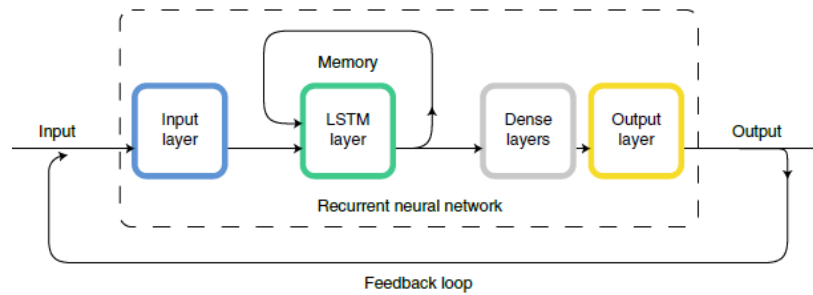 Memory
Input
Input
layer
LSTM
layer
Dense
layers
Output
layer
Output
Recurrent neural network
Feedback loop